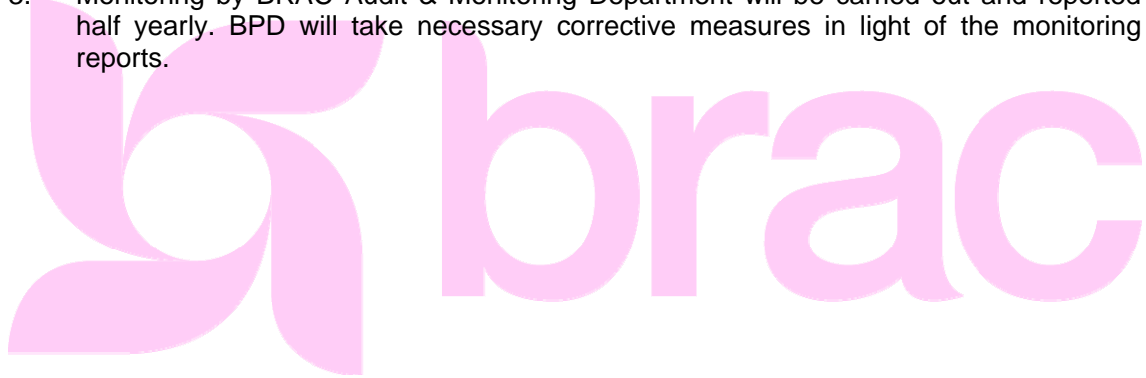 Monitoring by BRAC Audit & Monitoring Department will be carried out and reported
half yearly. BPD will take necessary corrective measures in light of the monitoring
reports.
brac